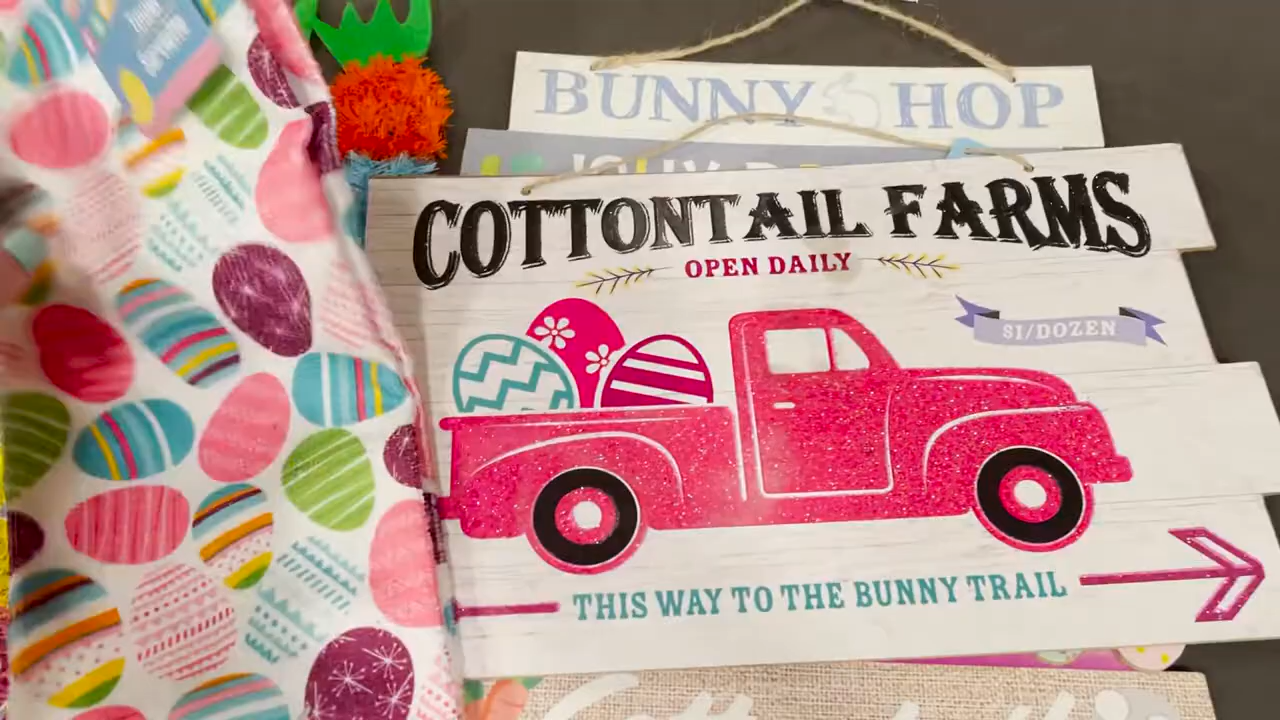 BUNNY HOP
COTTONTAIL FARMS
OPEN DAILY
$1/DOZEN
THIS WAY TO THE BUNNY TRAIL